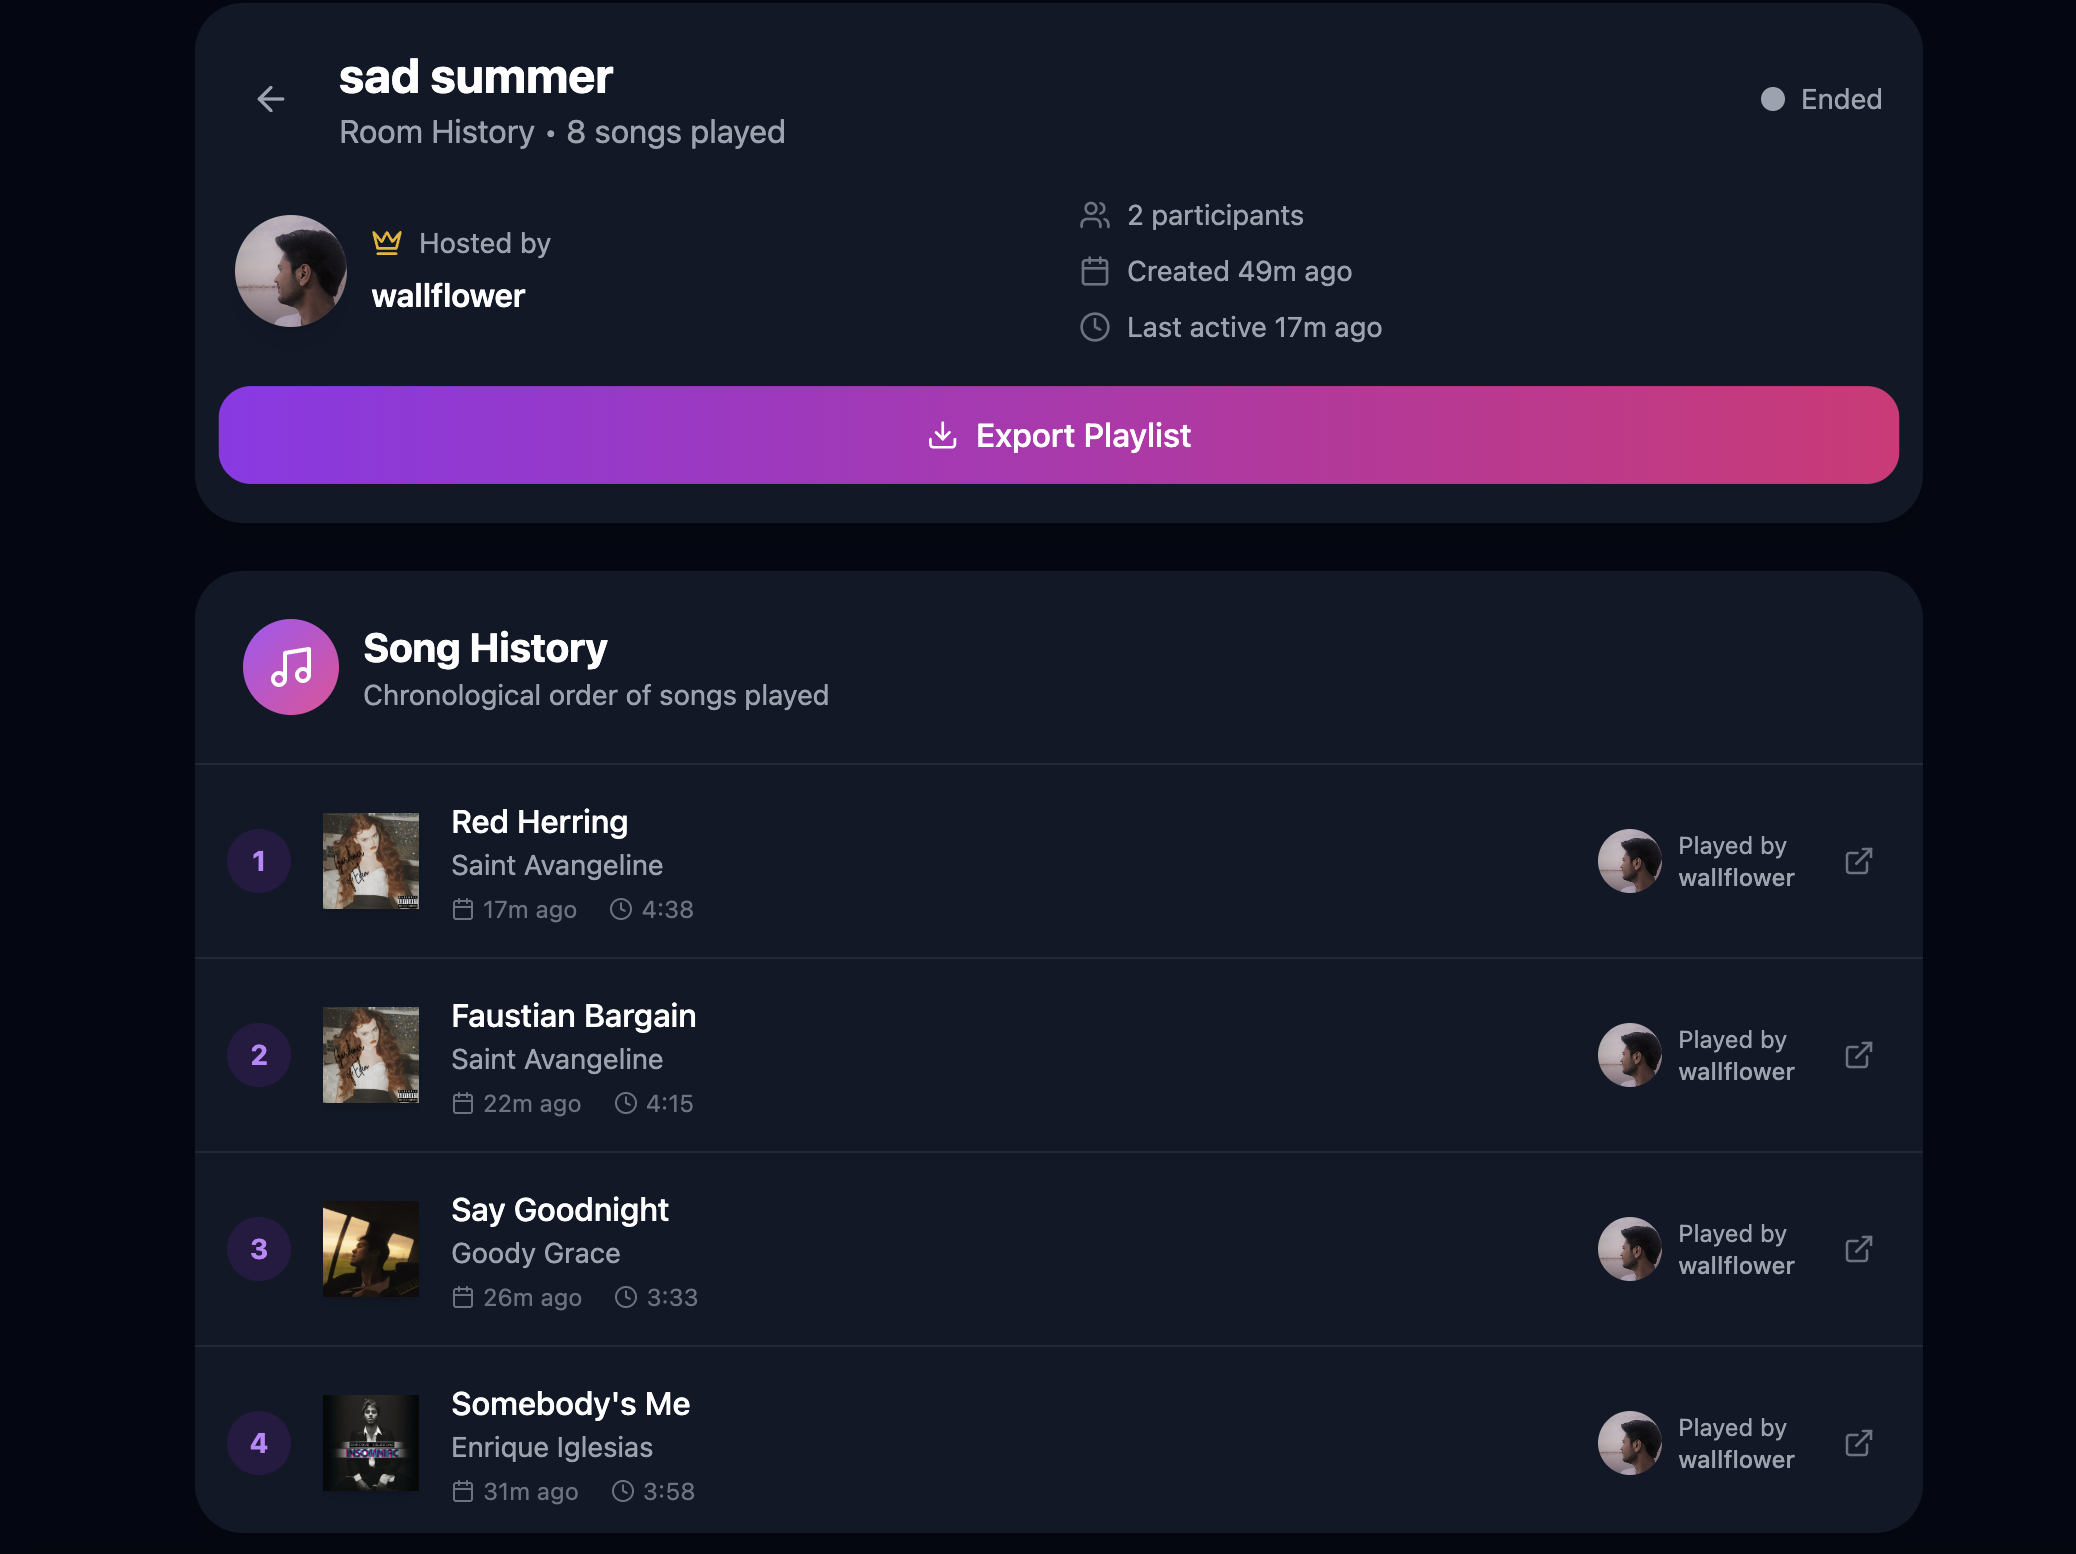 sad summer
Room History • 8 songs played
Ended
Hosted by
wallflower
2 participants
Created 49m ago
Last active 17m ago
Export Playlist
Song History
Chronological order of songs played
1
Red Herring
Saint Avangeline
17m ago 4:38
Played by
wallflower
2
Faustian Bargain
Saint Avangeline
22m ago 4:15
Played by
wallflower
3
Say Goodnight
Goody Grace
26m ago 3:33
Played by
wallflower
4
INSOMNIAC
Somebody's Me
Enrique Iglesias
31m ago 3:58
Played by
wallflower